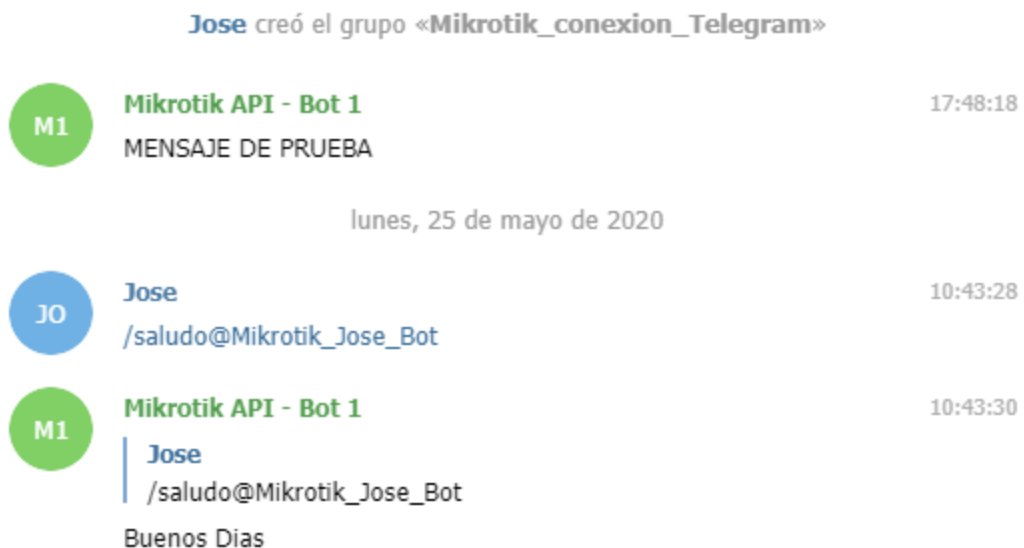 Jose creó el grupo «Mikrotik_conexion_Telegram»
M1
Mikrotik API - Bot 1
17:48:18
MENSAJE DE PRUEBA
lunes, 25 de mayo de 2020
JO
Jose
10:43:28
/saludo@Mikrotik_Jose_Bot
M1
Mikrotik API - Bot 1
10:43:30
Jose
/saludo@Mikrotik_Jose_Bot
Buenos Dias